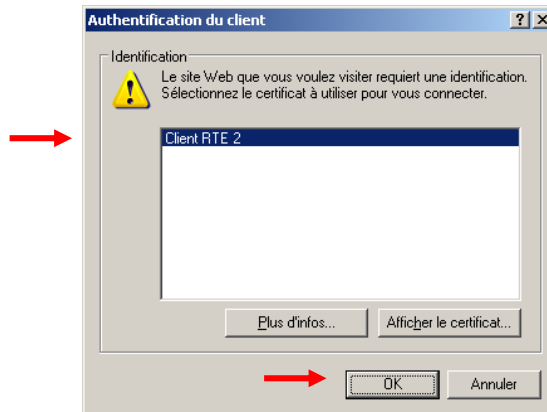 Authentification du client
Identification
Le site Web que vous voulez visiter requiert une identification.
Sélectionnez le certificat à utiliser pour vous connecter.
Client RTE 2
Plus d'infos...
Afficher le certificat...
OK
Annuler